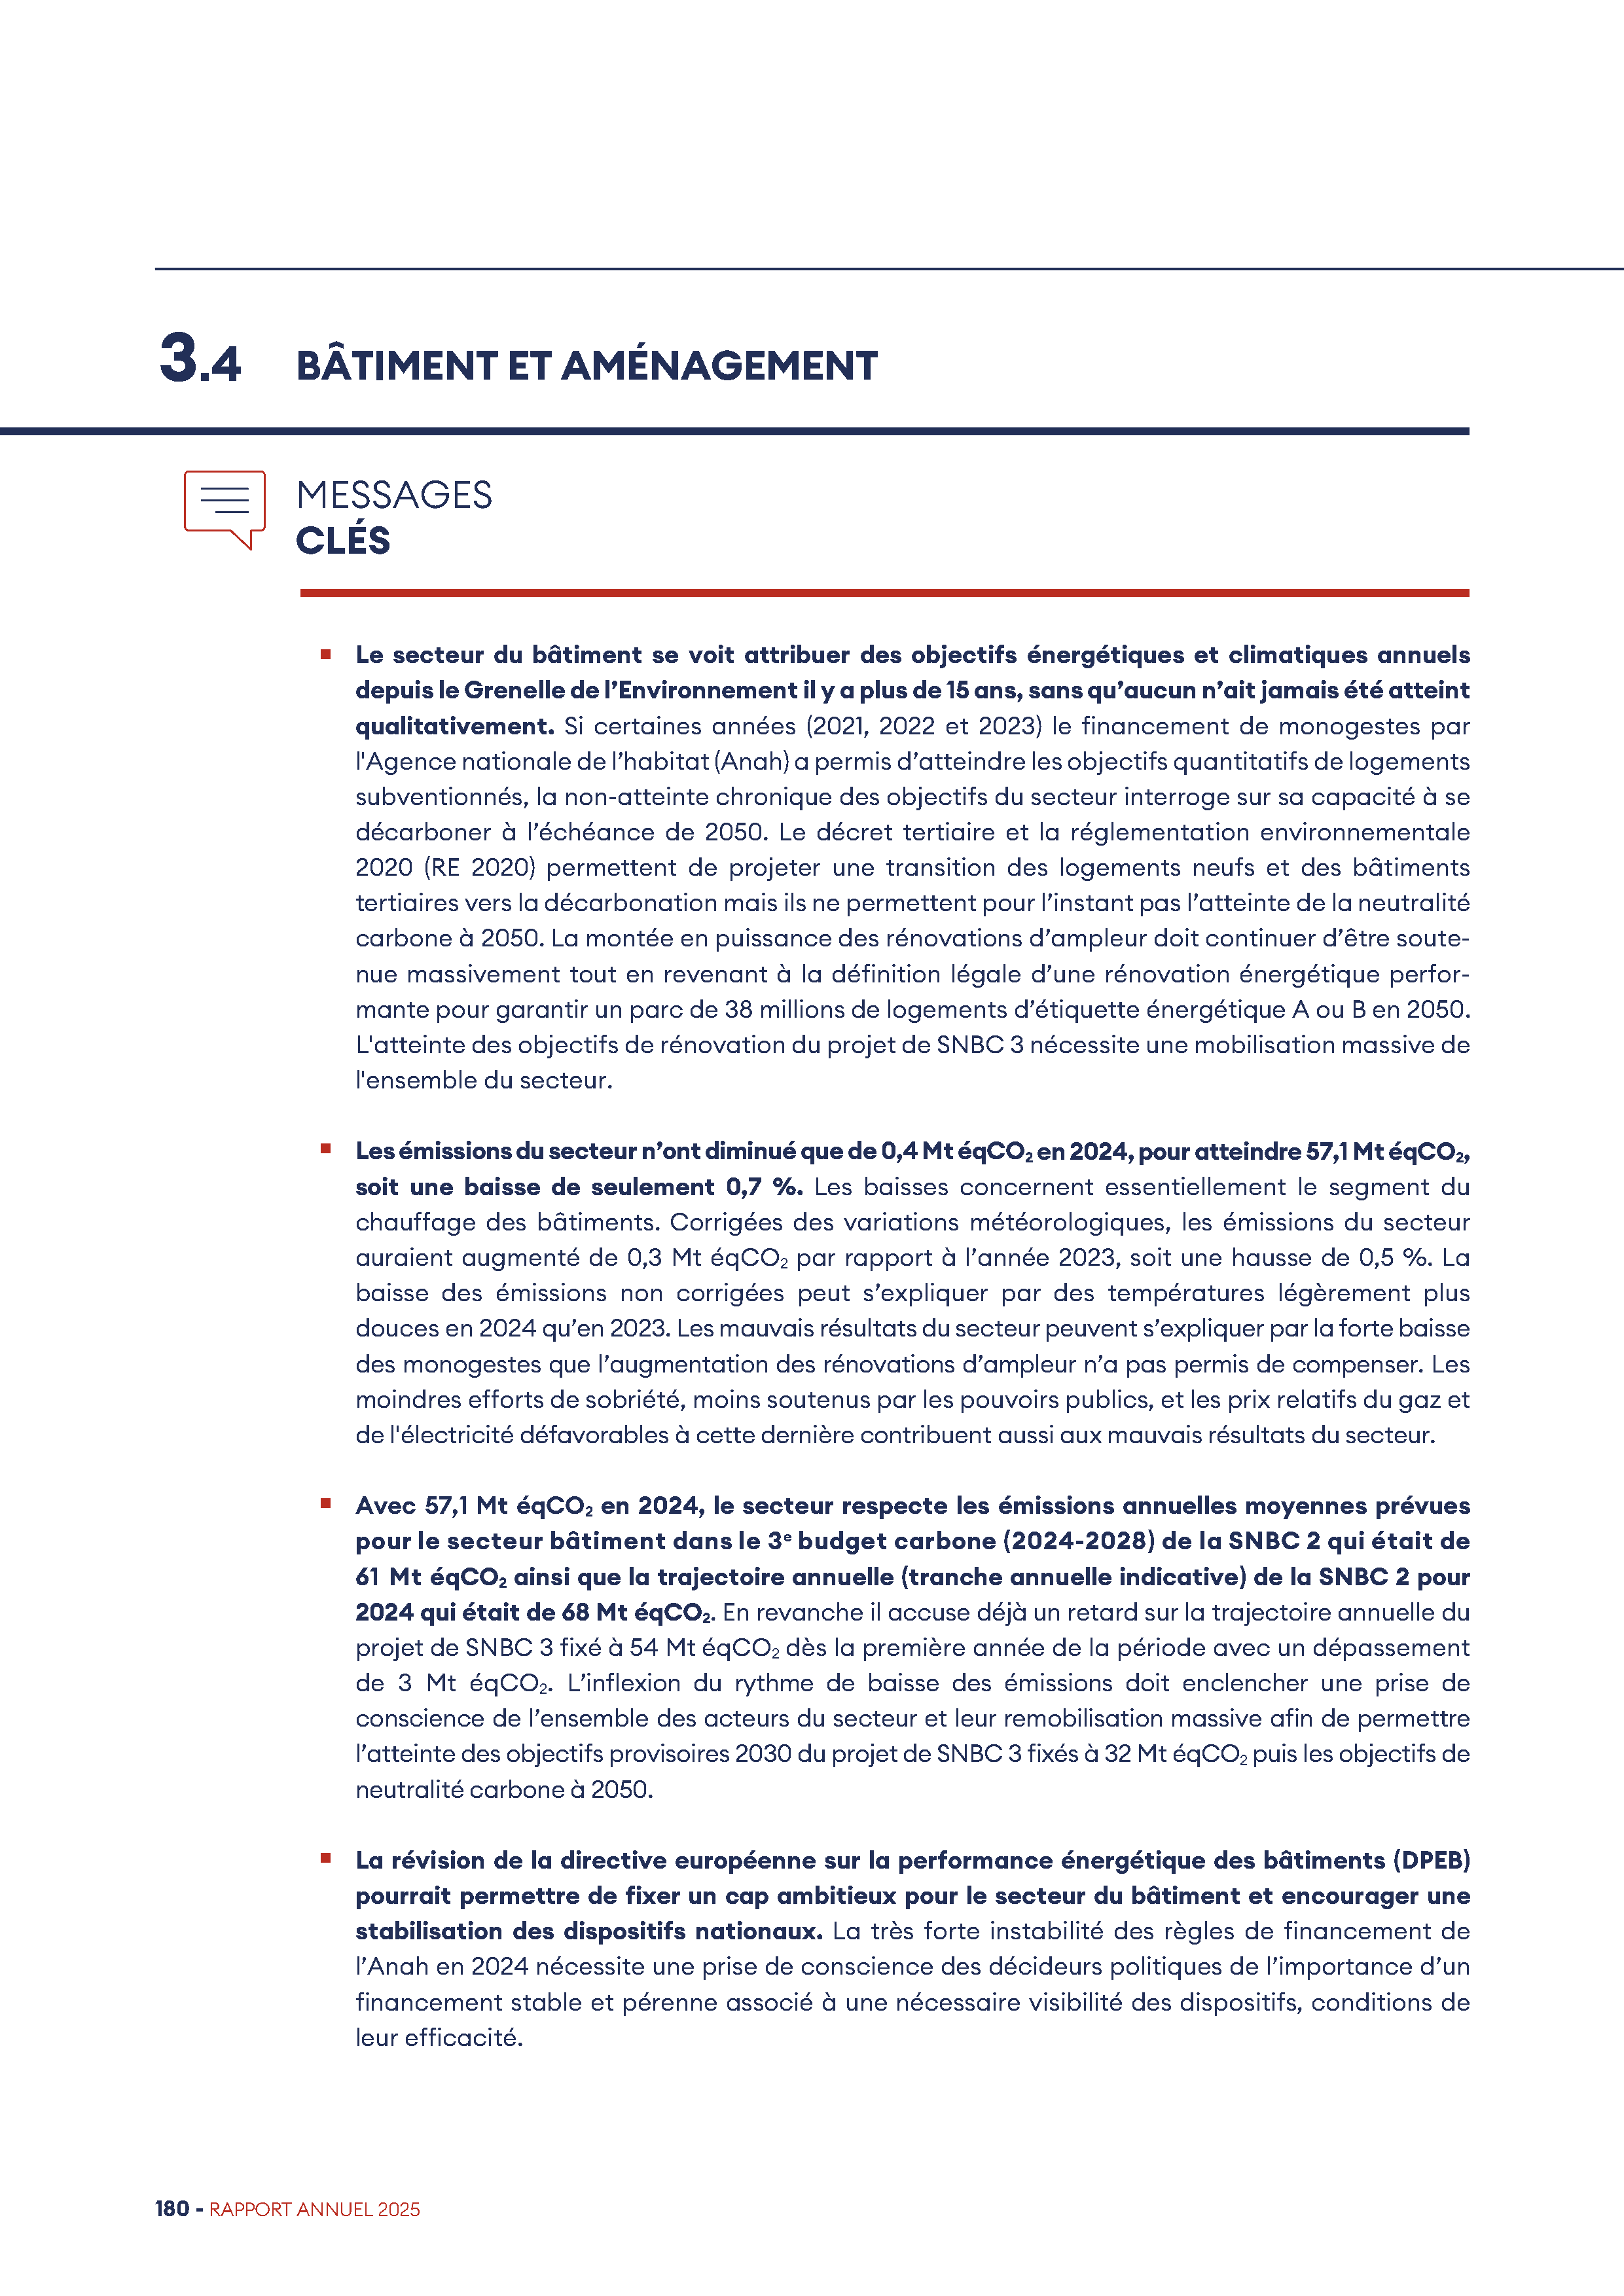 3.4 BÂTIMENT ET AMÉNAGEMENT
MESSAGES
CLÉS
▪ Le secteur du bâtiment se voit attribuer des objectifs énergétiques et climatiques annuels
depuis le Grenelle de l’Environnement il y a plus de 15 ans, sans qu’aucun n’ait jamais été atteint
qualitativement. Si certaines années (2021, 2022 et 2023) le financement de monogestes par
l'Agence nationale de l’habitat (Anah) a permis d’atteindre les objectifs quantitatifs de logements
subventionnés, la non-atteinte chronique des objectifs du secteur interroge sur sa capacité à se
décarboner à l’échéance de 2050. Le décret tertiaire et la réglementation environnementale
2020 (RE 2020) permettent de projeter une transition des logements neufs et des bâtiments
tertiaires vers la décarbonation mais ils ne permettent pour l’instant pas l’atteinte de la neutralité
carbone à 2050. La montée en puissance des rénovations d’ampleur doit continuer d’être soute-
nue massivement tout en revenant à la définition légale d’une rénovation énergétique perfor-
mante pour garantir un parc de 38 millions de logements d’étiquette énergétique A ou B en 2050.
L'atteinte des objectifs de rénovation du projet de SNBC 3 nécessite une mobilisation massive de
l'ensemble du secteur.
▪ Les émissions du secteur n’ont diminué que de 0,4 Mt éqCO₂ en 2024, pour atteindre 57,1 Mt éqCO₂,
soit une baisse de seulement 0,7 %. Les baisses concernent essentiellement le segment du
chauffage des bâtiments. Corrigées des variations météorologiques, les émissions du secteur
auraient augmenté de 0,3 Mt éqCO₂ par rapport à l’année 2023, soit une hausse de 0,5 %. La
baisse des émissions non corrigées peut s’expliquer par des températures légèrement plus
douces en 2024 qu’en 2023. Les mauvais résultats du secteur peuvent s’expliquer par la forte baisse
des monogestes que l’augmentation des rénovations d’ampleur n’a pas permis de compenser. Les
moindres efforts de sobriété, moins soutenus par les pouvoirs publics, et les prix relatifs du gaz et
de l'électricité défavorables à cette dernière contribuent aussi aux mauvais résultats du secteur.
▪ Avec 57,1 Mt éqCO₂ en 2024, le secteur respecte les émissions annuelles moyennes prévues
pour le secteur bâtiment dans le 3ᵉ budget carbone (2024-2028) de la SNBC 2 qui était de
61 Mt éqCO₂ ainsi que la trajectoire annuelle (tranche annuelle indicative) de la SNBC 2 pour
2024 qui était de 68 Mt éqCO₂. En revanche il accuse déjà un retard sur la trajectoire annuelle du
projet de SNBC 3 fixé à 54 Mt éqCO₂ dès la première année de la période avec un dépassement
de 3 Mt éqCO₂. L’inflexion du rythme de baisse des émissions doit enclencher une prise de
conscience de l’ensemble des acteurs du secteur et leur remobilisation massive afin de permettre
l’atteinte des objectifs provisoires 2030 du projet de SNBC 3 fixés à 32 Mt éqCO₂ puis les objectifs de
neutralité carbone à 2050.
▪ La révision de la directive européenne sur la performance énergétique des bâtiments (DPEB)
pourrait permettre de fixer un cap ambitieux pour le secteur du bâtiment et encourager une
stabilisation des dispositifs nationaux. La très forte instabilité des règles de financement de
l’Anah en 2024 nécessite une prise de conscience des décideurs politiques de l’importance d’un
financement stable et pérenne associé à une nécessaire visibilité des dispositifs, conditions de
leur efficacité.
180 - RAPPORT ANNUEL 2025